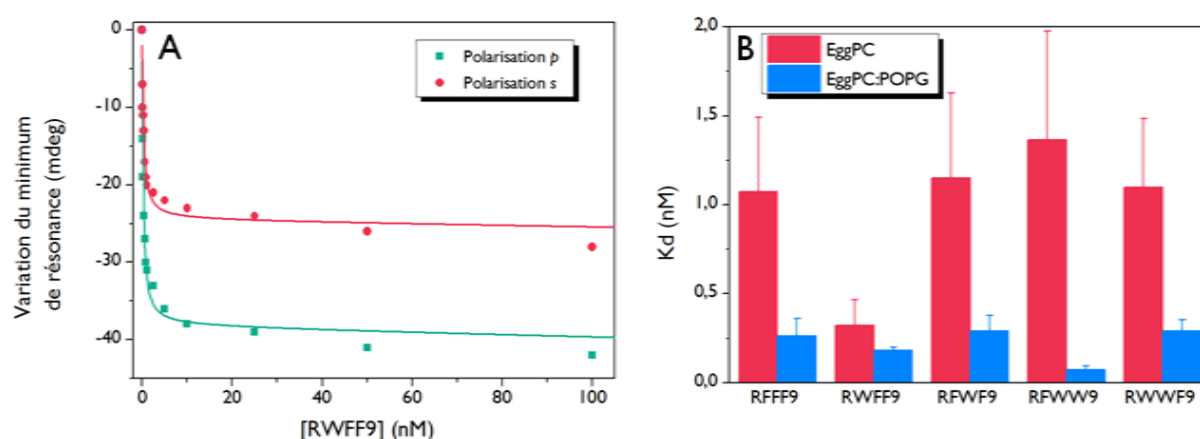 A
Polarisation p
Polarisation s
Variation du minimum
de résonance (mdeg)
0
-10
-20
-30
-40
0
20
40
60
80
100
[RWFF9] (nM)
B
EggPC
EggPC:POPG
Kd (nM)
2,0
1,5
1,0
0,5
0,0
RFFF9
RWFF9
RFWF9
RFWW9
RWWF9